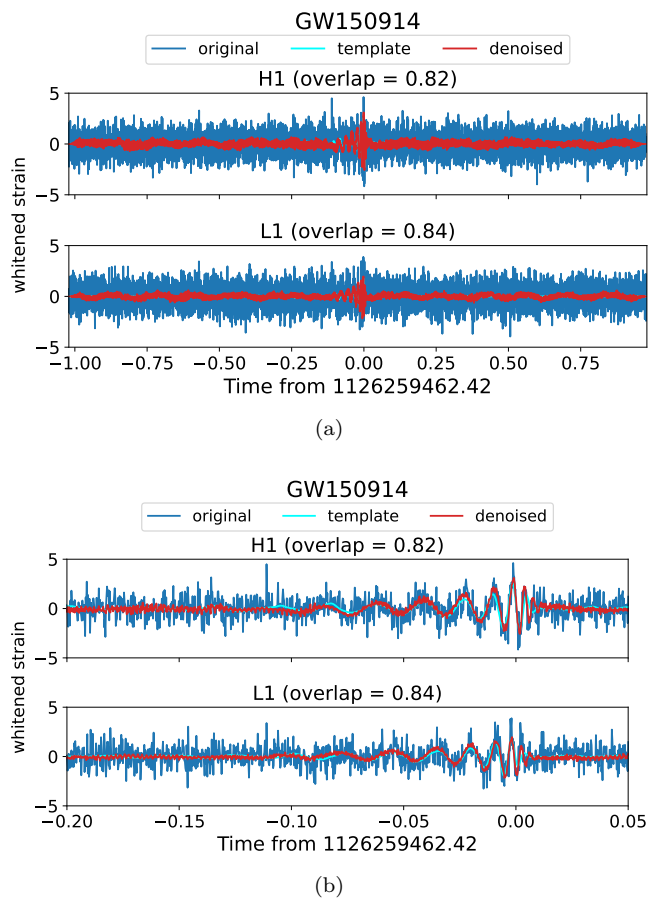 GW150914
original template denoised
H1 (overlap = 0.82)
5
0
−5
L1 (overlap = 0.84)
5
0
−5
whitened strain
−1.00 −0.75 −0.50 −0.25 0.00 0.25 0.50 0.75
Time from 1126259462.42
(a)
GW150914
original template denoised
H1 (overlap = 0.82)
5
0
−5
L1 (overlap = 0.84)
5
0
−5
whitened strain
−0.20 −0.15 −0.10 −0.05 0.00 0.05
Time from 1126259462.42
(b)